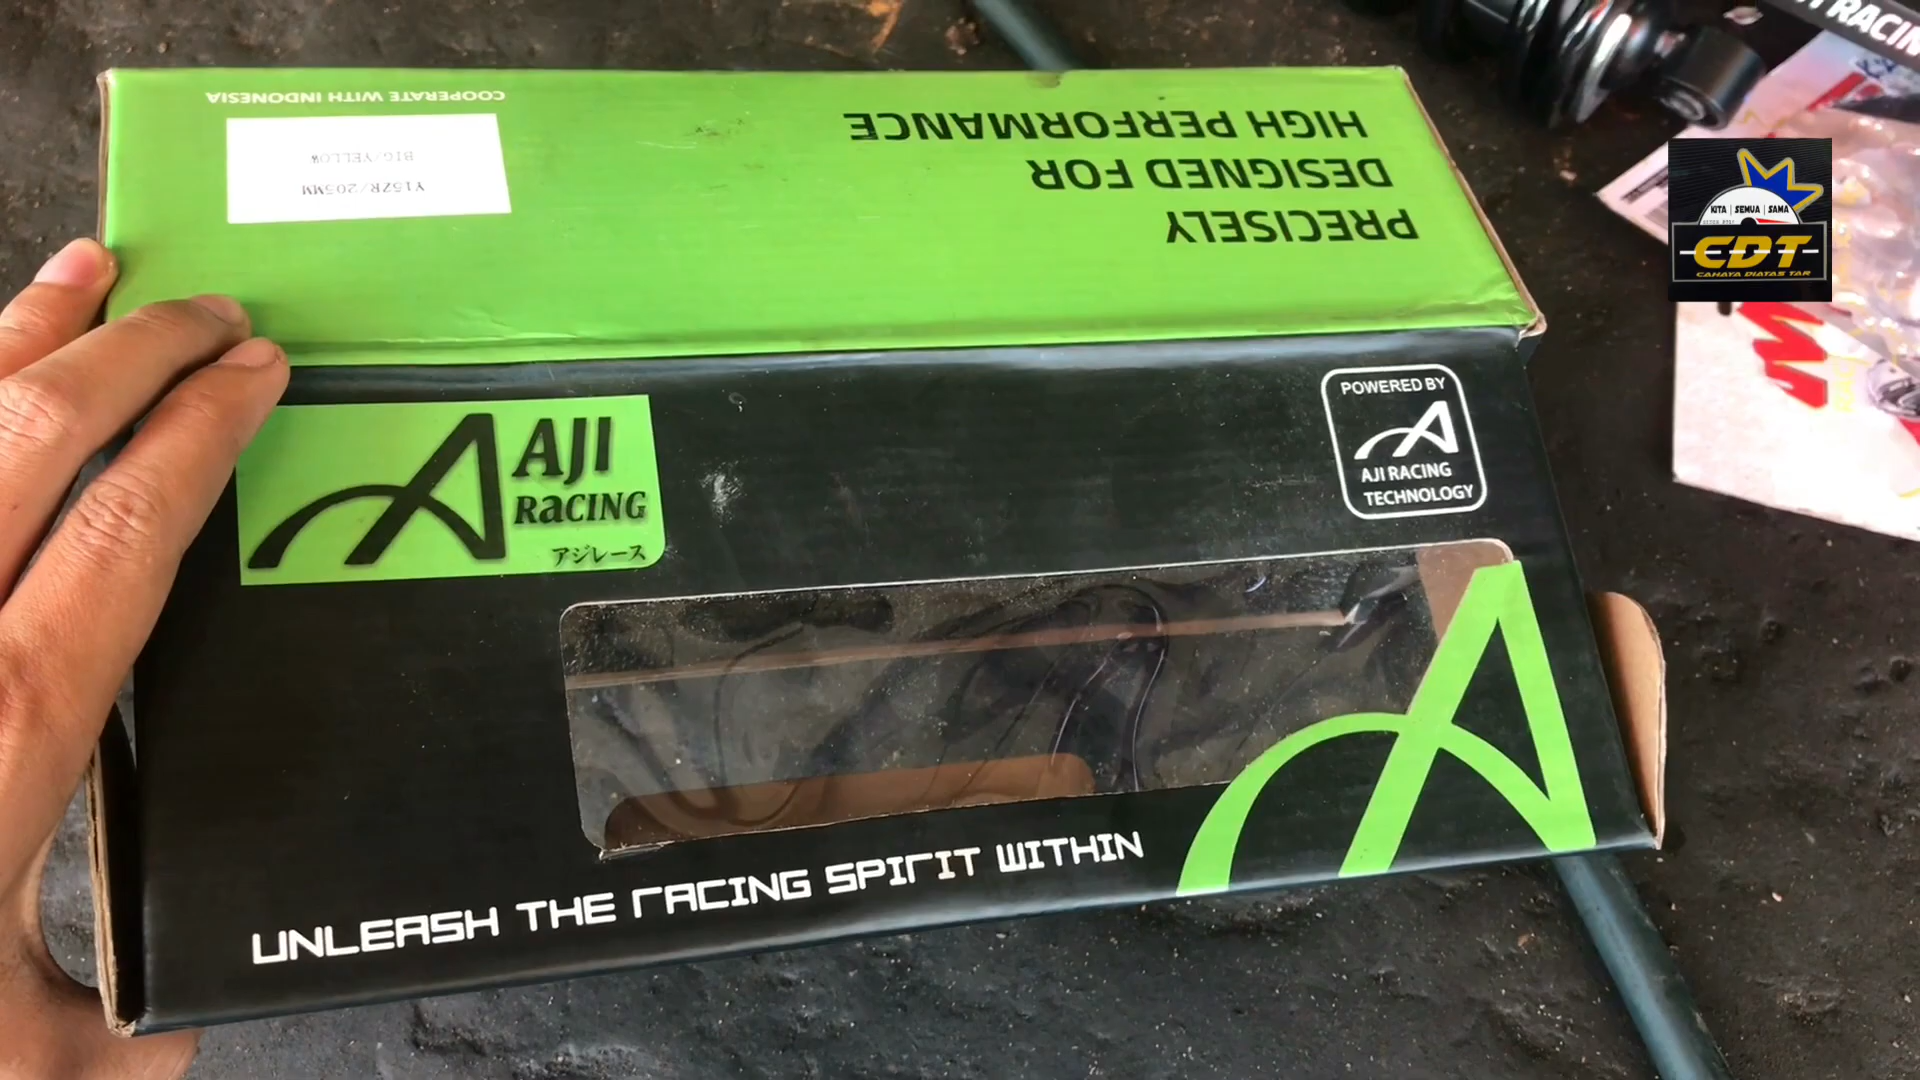 COOPERATE WITH INDONESIA
Y15ZR/205MM
BIG/YELLOW
PRECISELY
DESIGNED FOR
HIGH PERFORMANCE
RACIN
KITA | SEMUA | SAMA
CDT
CAHAYA DIATAS TAR
POWERED BY
AJI RACING
TECHNOLOGY
AJI
RACING
アジレース
UNLEASH THE RACING SPIRIT WITHIN